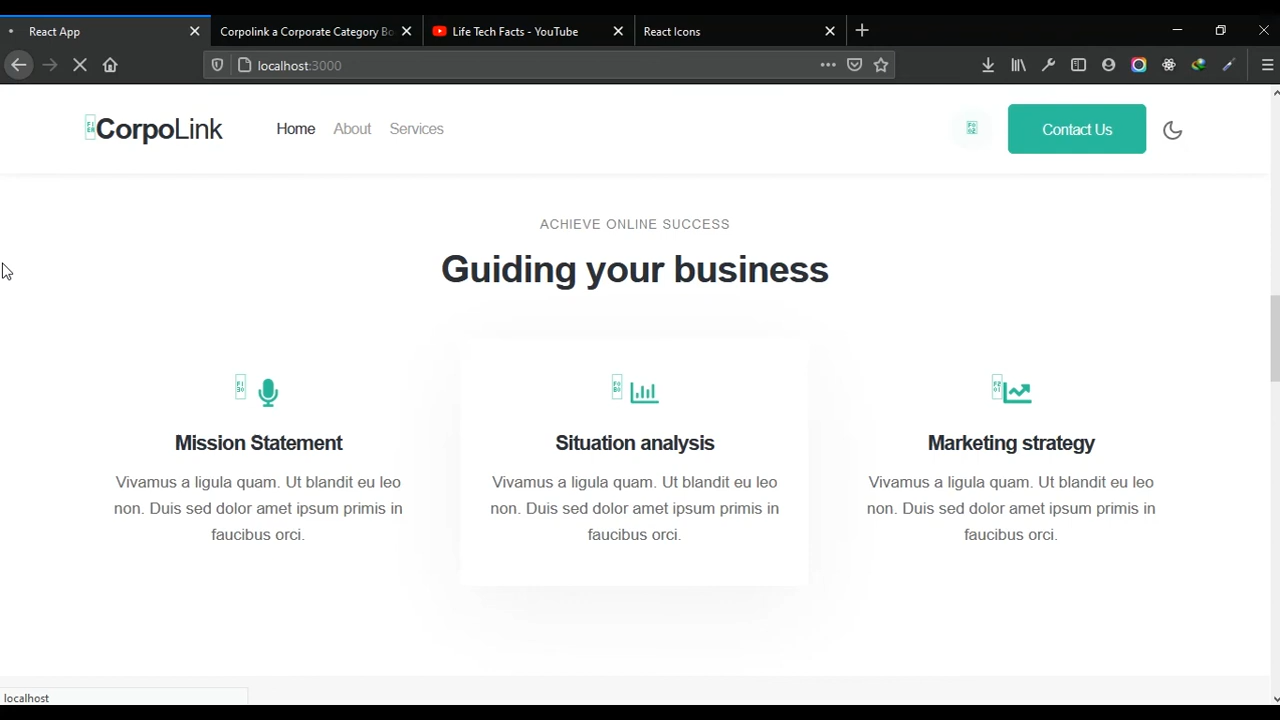 React App
Corpolink a Corporate Category Bo
Life Tech Facts - YouTube
React Icons
localhost:3000
CorpoLink
Home
About
Services
Contact Us
ACHIEVE ONLINE SUCCESS
Guiding your business
Mission Statement
Vivamus a ligula quam. Ut blandit eu leo
non. Duis sed dolor amet ipsum primis in
faucibus orci.
Situation analysis
Vivamus a ligula quam. Ut blandit eu leo
non. Duis sed dolor amet ipsum primis in
faucibus orci.
Marketing strategy
Vivamus a ligula quam. Ut blandit eu leo
non. Duis sed dolor amet ipsum primis in
faucibus orci.
localhost